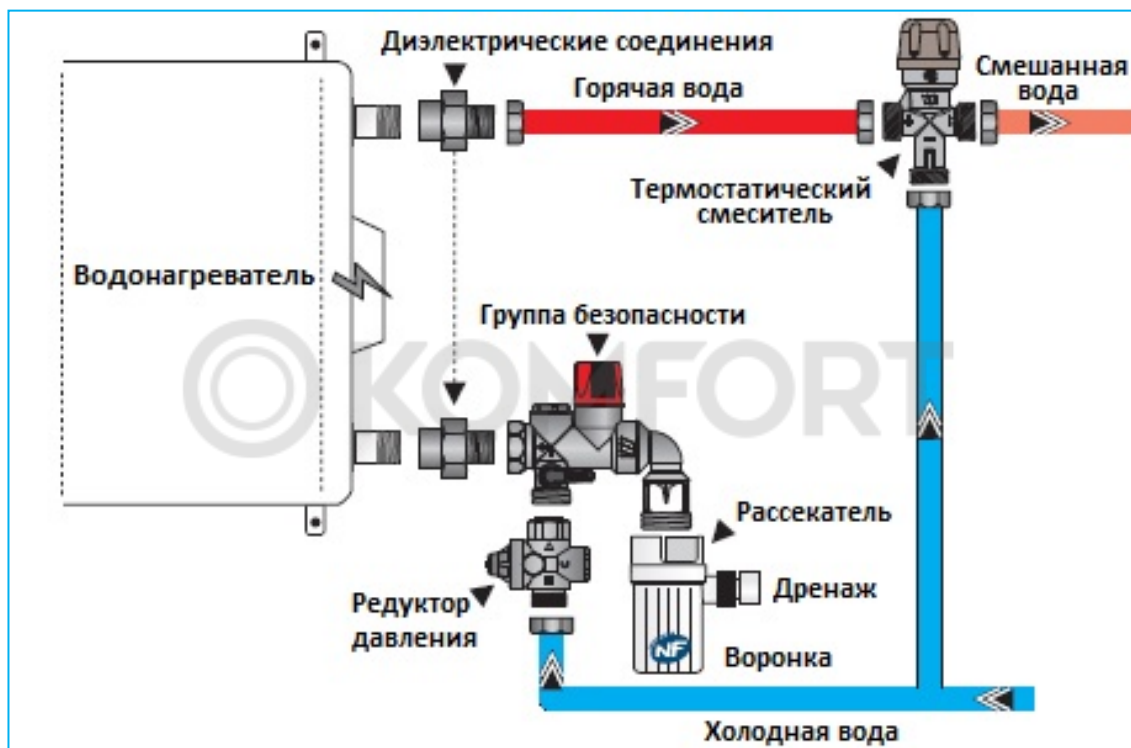 Диэлектрические соединения
Горячая вода
Смешанная
вода
Термостатический
смеситель
Водонагреватель
Группа безопасности
KOMFORT
Рассекатель
Редуктор
давления
Дренаж
NF
Воронка
Холодная вода